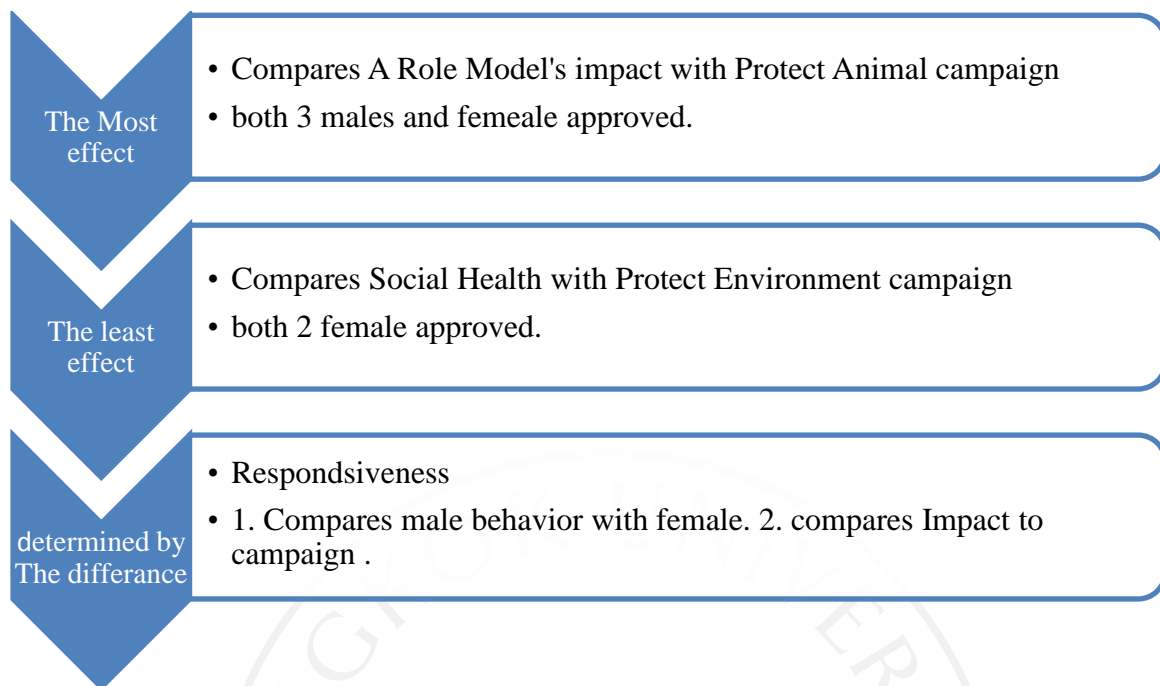 The Most
effect
• Compares A Role Model's impact with Protect Animal campaign
• both 3 males and femeale approved.
The least
effect
• Compares Social Health with Protect Environment campaign
• both 2 female approved.
determined by
The differance
• Respondsiveness
• 1. Compares male behavior with female. 2. compares Impact to
campaign .
GKOK UNIVER